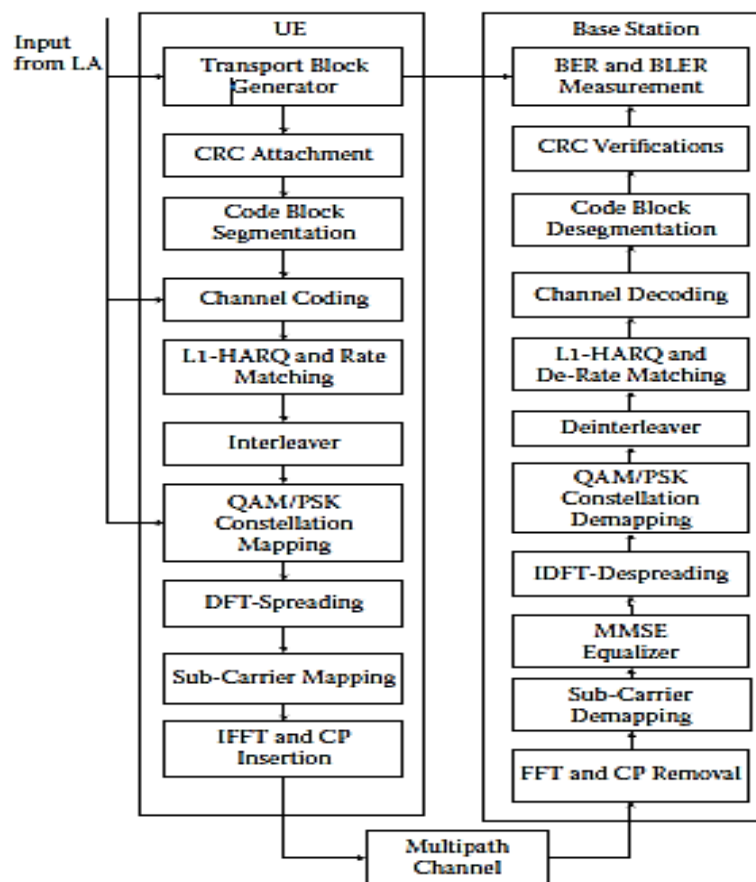 Input
from LA
UE
Transport Block
Generator
CRC Attachment
Code Block
Segmentation
Channel Coding
L1-HARQ and Rate
Matching
Interleaver
QAM/PSK
Constellation
Mapping
DFT-Spreading
Sub-Carrier Mapping
IFFT and CP
Insertion
Base Station
BER and BLER
Measurement
CRC Verifications
Code Block
Desegmentation
Channel Decoding
L1-HARQ and
De-Rate Matching
Deinterleaver
QAM/PSK
Constellation
Demapping
IDFT-Despreading
MMSE
Equalizer
Sub-Carrier
Demapping
FFT and CP Removal
Multipath
Channel